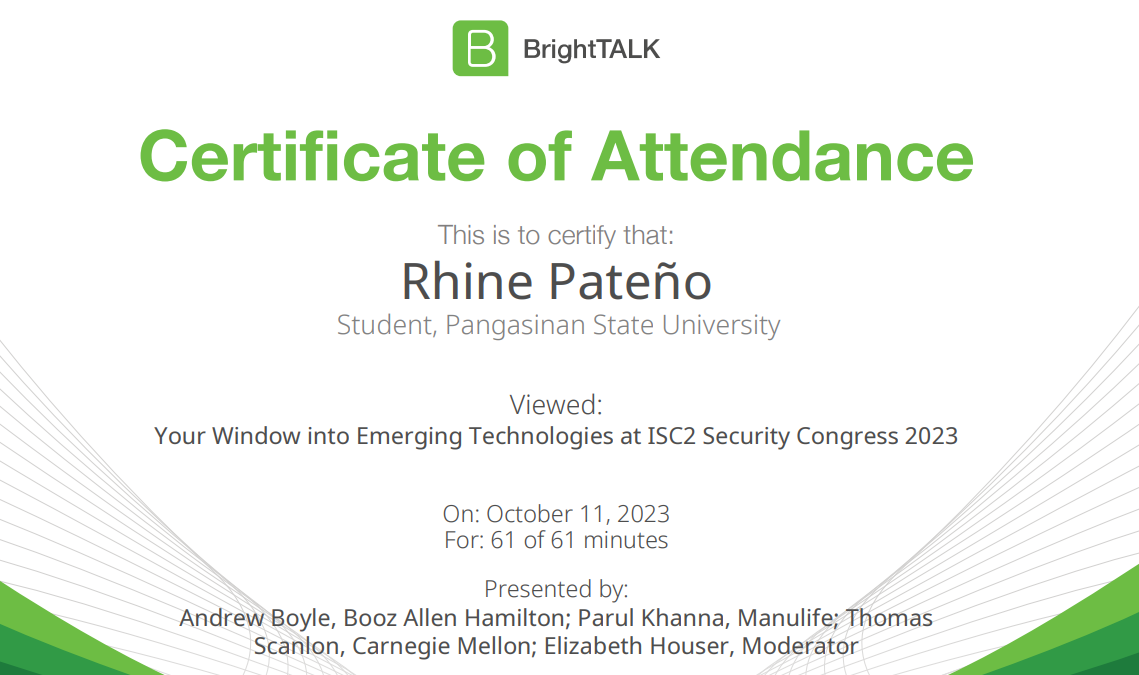 B BrightTALK
Certificate of Attendance
This is to certify that:
Rhine Pateño
Student, Pangasinan State University
Viewed:
Your Window into Emerging Technologies at ISC2 Security Congress 2023
On: October 11, 2023
For: 61 of 61 minutes
Presented by:
Andrew Boyle, Booz Allen Hamilton; Parul Khanna, Manulife; Thomas
Scanlon, Carnegie Mellon; Elizabeth Houser, Moderator